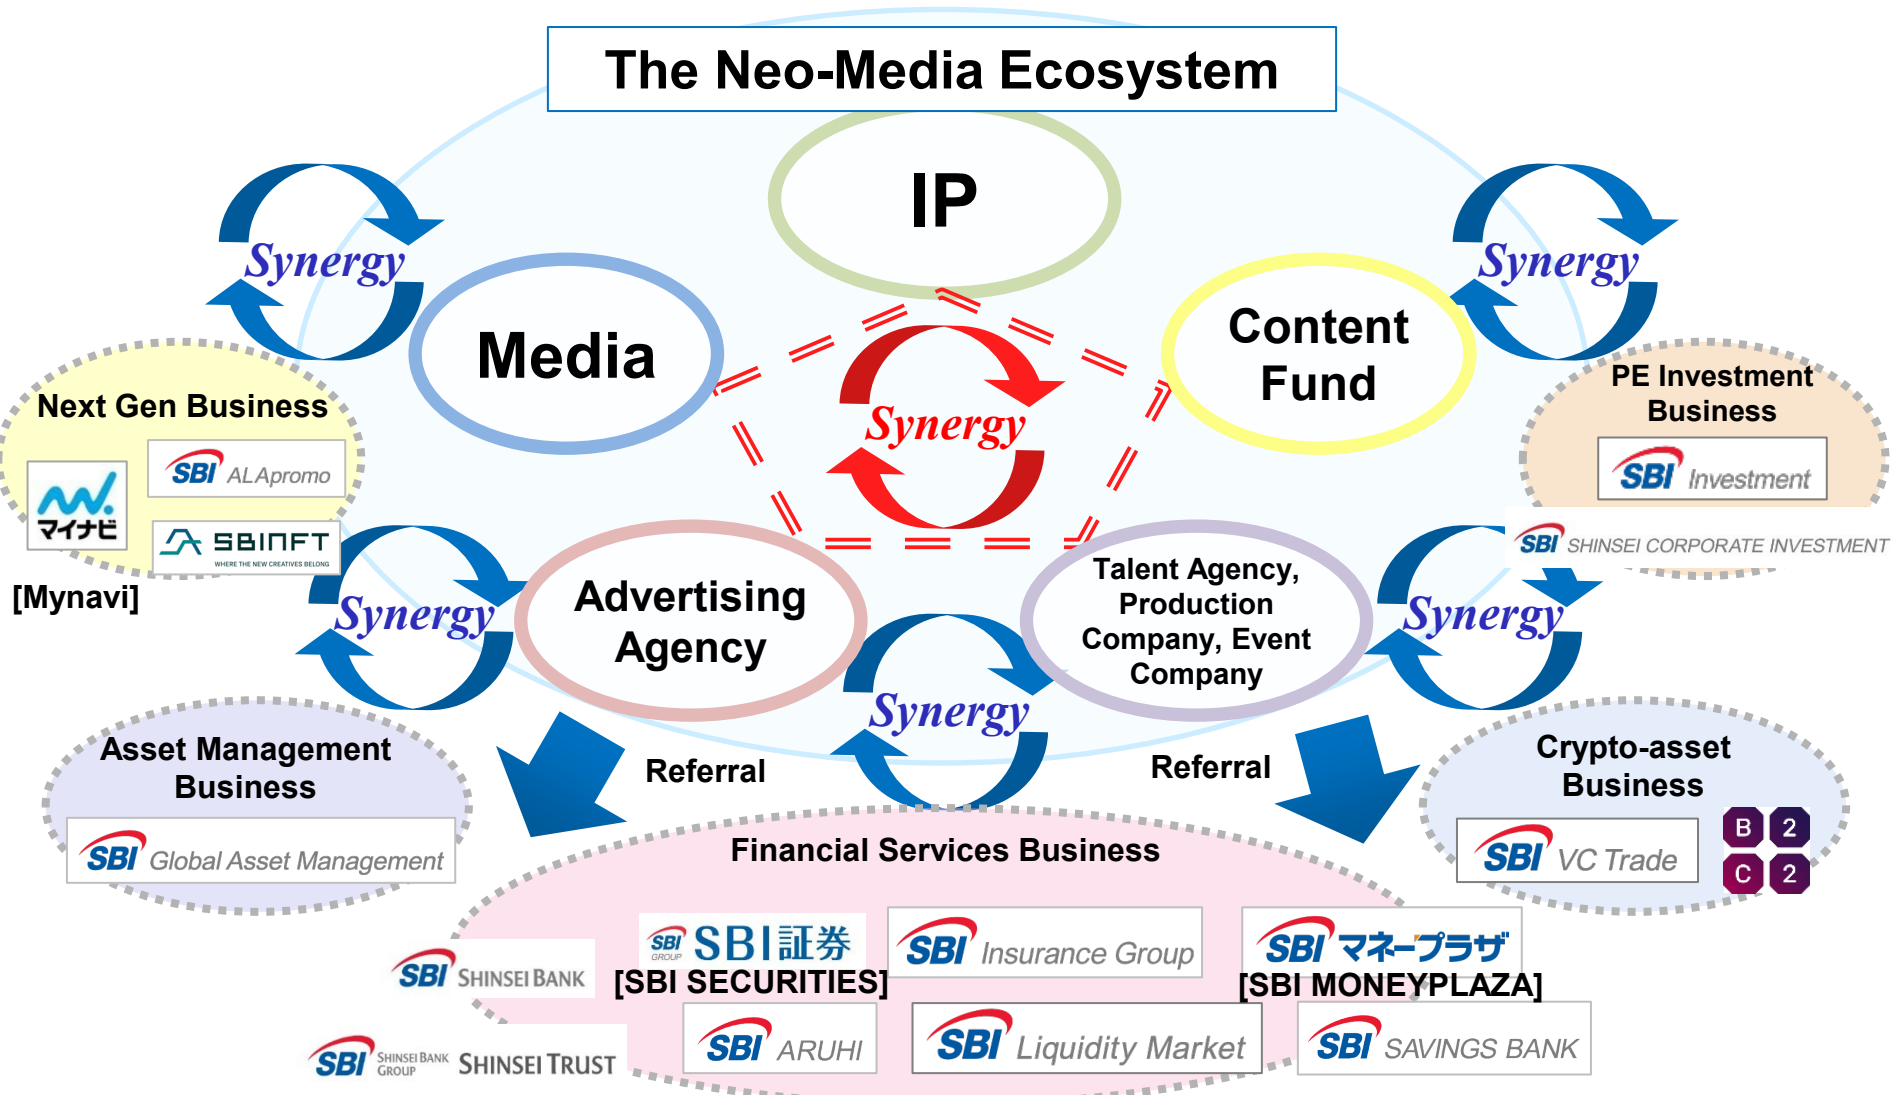 The Neo-Media Ecosystem
IP
Synergy
Synergy
Media
Content
Fund
Synergy
Next Gen Business
SBI ALApromo
マイナビ
SBINFT
WHERE THE NEW CREATIVES BELONG
[Mynavi]
PE Investment
Business
SBI Investment
SBI SHINSEI CORPORATE INVESTMENT
Synergy
Advertising
Agency
Talent Agency,
Production
Company, Event
Company
Synergy
Synergy
Asset Management
Business
SBI Global Asset Management
Referral
Referral
Crypto-asset
Business
SBI VC Trade
B 2
C 2
Financial Services Business
SBI SHINSEI BANK
SBI GROUP SBI証券
[SBI SECURITIES]
SBI Insurance Group
SBI マネープラザ
[SBI MONEYPLAZA]
SBI SHINSEI BANK GROUP SHINSEI TRUST
SBI ARUHI
SBI Liquidity Market
SBI SAVINGS BANK